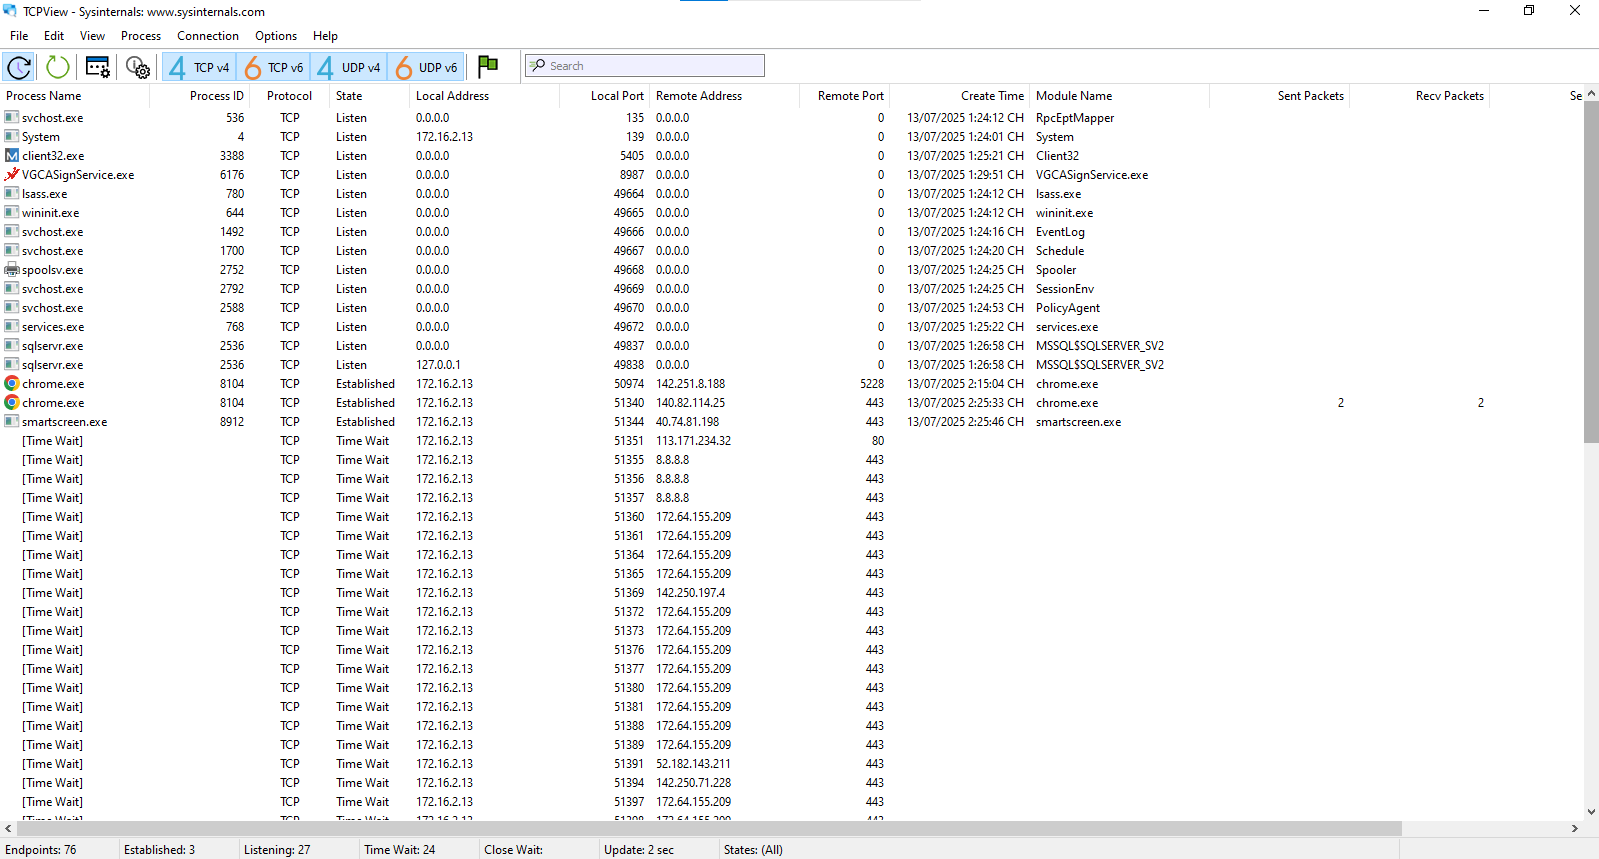 TCPView - Sysinternals: www.sysinternals.com
File Edit View Process Connection Options Help
4 TCP v4 6 TCP v6 4 UDP v4 6 UDP v6 Search
Process Name Process ID Protocol State Local Address Local Port Remote Address Remote Port Create Time Module Name Sent Packets Recv Packets Se
svchost.exe 536 TCP Listen 0.0.0.0 135 0.0.0.0 0 13/07/2025 1:24:12 CH RpcEptMapper
System 4 TCP Listen 172.16.2.13 139 0.0.0.0 0 13/07/2025 1:24:01 CH System
client32.exe 3388 TCP Listen 0.0.0.0 5405 0.0.0.0 0 13/07/2025 1:25:21 CH Client32
VGCASignService.exe 6176 TCP Listen 0.0.0.0 8987 0.0.0.0 0 13/07/2025 1:29:51 CH VGCASignService.exe
lsass.exe 780 TCP Listen 0.0.0.0 49664 0.0.0.0 0 13/07/2025 1:24:12 CH lsass.exe
wininit.exe 644 TCP Listen 0.0.0.0 49665 0.0.0.0 0 13/07/2025 1:24:12 CH wininit.exe
svchost.exe 1492 TCP Listen 0.0.0.0 49666 0.0.0.0 0 13/07/2025 1:24:16 CH EventLog
svchost.exe 1700 TCP Listen 0.0.0.0 49667 0.0.0.0 0 13/07/2025 1:24:20 CH Schedule
spoolsv.exe 2752 TCP Listen 0.0.0.0 49668 0.0.0.0 0 13/07/2025 1:24:25 CH Spooler
svchost.exe 2792 TCP Listen 0.0.0.0 49669 0.0.0.0 0 13/07/2025 1:24:25 CH SessionEnv
svchost.exe 2588 TCP Listen 0.0.0.0 49670 0.0.0.0 0 13/07/2025 1:24:53 CH PolicyAgent
services.exe 768 TCP Listen 0.0.0.0 49672 0.0.0.0 0 13/07/2025 1:25:22 CH services.exe
sqlservr.exe 2536 TCP Listen 0.0.0.0 49837 0.0.0.0 0 13/07/2025 1:26:58 CH MSSQL$SQLSERVER_SV2
sqlservr.exe 2536 TCP Listen 127.0.0.1 49838 0.0.0.0 0 13/07/2025 1:26:58 CH MSSQL$SQLSERVER_SV2
chrome.exe 8104 TCP Established 172.16.2.13 50974 142.251.8.188 5228 13/07/2025 2:15:04 CH chrome.exe
chrome.exe 8104 TCP Established 172.16.2.13 51340 140.82.114.25 443 13/07/2025 2:25:33 CH chrome.exe 2 2
smartscreen.exe 8912 TCP Established 172.16.2.13 51344 40.74.81.198 443 13/07/2025 2:25:46 CH smartscreen.exe
[Time Wait] TCP Time Wait 172.16.2.13 51351 113.171.234.32 80
[Time Wait] TCP Time Wait 172.16.2.13 51355 8.8.8.8 443
[Time Wait] TCP Time Wait 172.16.2.13 51356 8.8.8.8 443
[Time Wait] TCP Time Wait 172.16.2.13 51357 8.8.8.8 443
[Time Wait] TCP Time Wait 172.16.2.13 51360 172.64.155.209 443
[Time Wait] TCP Time Wait 172.16.2.13 51361 172.64.155.209 443
[Time Wait] TCP Time Wait 172.16.2.13 51364 172.64.155.209 443
[Time Wait] TCP Time Wait 172.16.2.13 51365 172.64.155.209 443
[Time Wait] TCP Time Wait 172.16.2.13 51369 142.250.197.4 443
[Time Wait] TCP Time Wait 172.16.2.13 51372 172.64.155.209 443
[Time Wait] TCP Time Wait 172.16.2.13 51373 172.64.155.209 443
[Time Wait] TCP Time Wait 172.16.2.13 51376 172.64.155.209 443
[Time Wait] TCP Time Wait 172.16.2.13 51377 172.64.155.209 443
[Time Wait] TCP Time Wait 172.16.2.13 51380 172.64.155.209 443
[Time Wait] TCP Time Wait 172.16.2.13 51381 172.64.155.209 443
[Time Wait] TCP Time Wait 172.16.2.13 51388 172.64.155.209 443
[Time Wait] TCP Time Wait 172.16.2.13 51389 172.64.155.209 443
[Time Wait] TCP Time Wait 172.16.2.13 51391 52.182.143.211 443
[Time Wait] TCP Time Wait 172.16.2.13 51394 142.250.71.228 443
[Time Wait] TCP Time Wait 172.16.2.13 51397 172.64.155.209 443
[Time Wait] TCP Time Wait 172.16.2.13 51398 172.64.155.209 443
Endpoints: 76 Established: 3 Listening: 27 Time Wait: 24 Close Wait: Update: 2 sec States: (All)